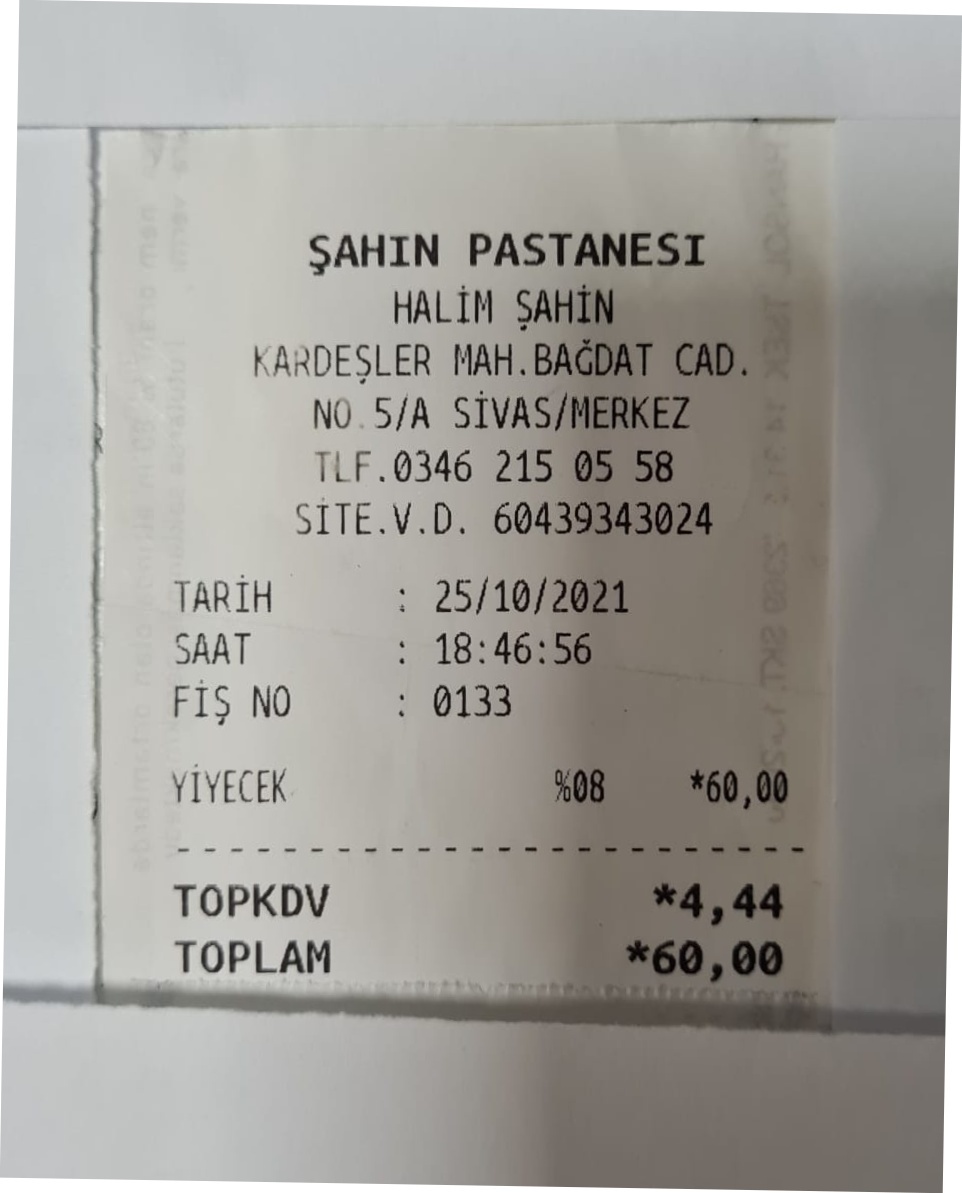 ŞAHIN PASTANESI
HALİM ŞAHİN
KARDEŞLER MAH.BAĞDAT CAD.
NO.5/A SİVAS/MERKEZ
TLF.0346 215 05 58
SİTE.V.D. 60439343024
TARİH : 25/10/2021
SAAT : 18:46:56
FİŞ NO : 0133
YİYECEK %08 *60,00
TOPKDV *4,44
TOPLAM *60,00